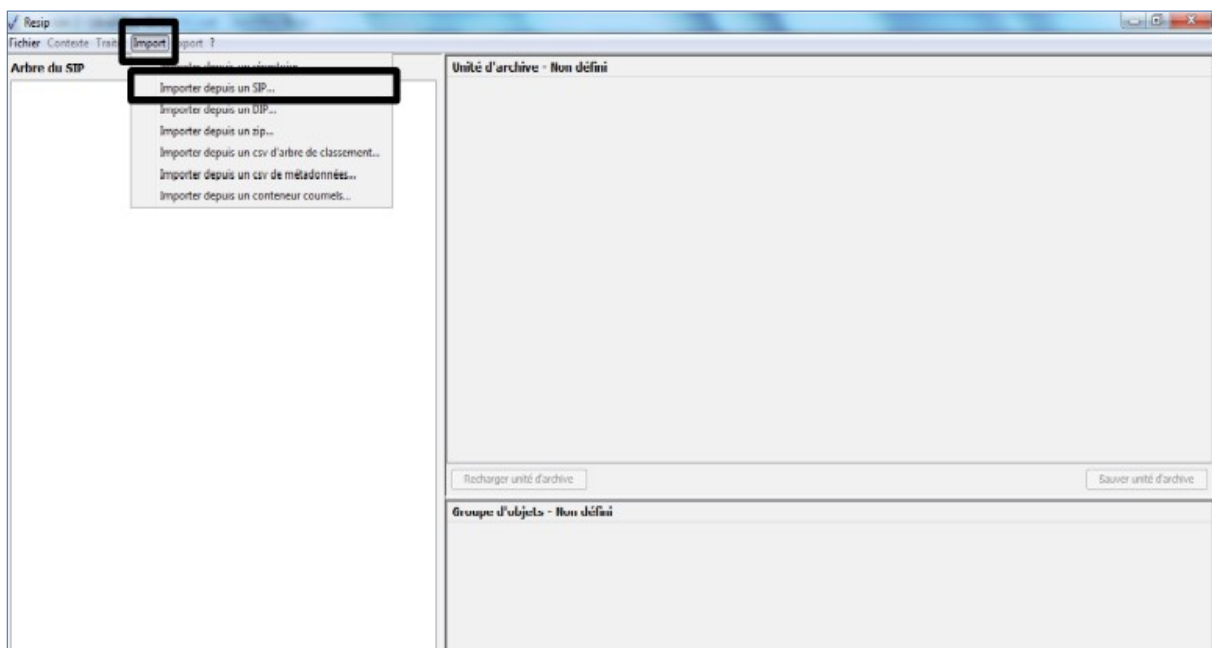 Resip
Fichier Contexte Import ?
Arbre du SIP
Importer depuis un SIP...
Importer depuis un DIP...
Importer depuis un zip...
Importer depuis un csv d'arbre de classement...
Importer depuis un csv de métadonnées...
Importer depuis un conteneur courriels...
Unité d'archive - Non défini
Recharger unité d'archive
Sauver unité d'archive
Groupe d'objets - Non défini